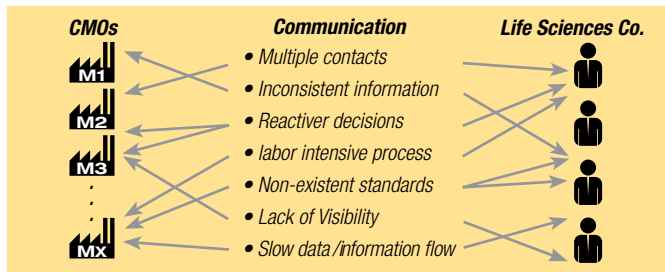 CMOs Communication Life Sciences Co.
• Multiple contacts
M1
• Inconsistent information
• Reactiver decisions
M2
• labor intensive process
M3
• Non-existent standards
• Lack of Visibility
• Slow data/information flow
Mx